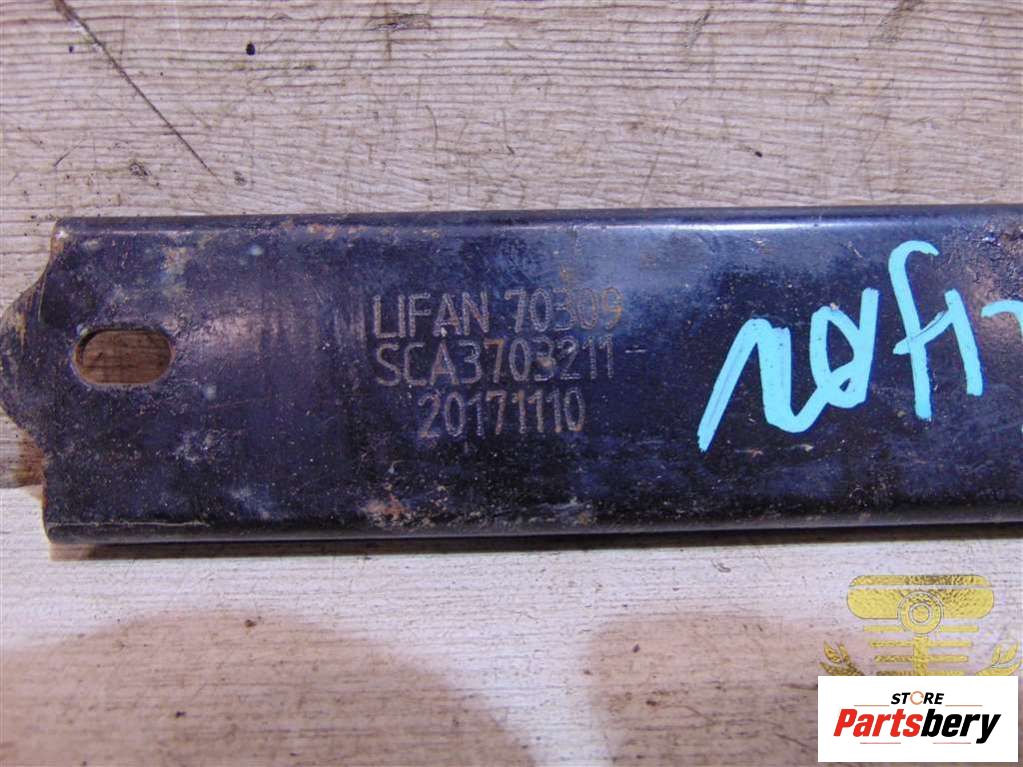 LIFAN 70309
SCA3703211
20171110
STORE
Partsbery